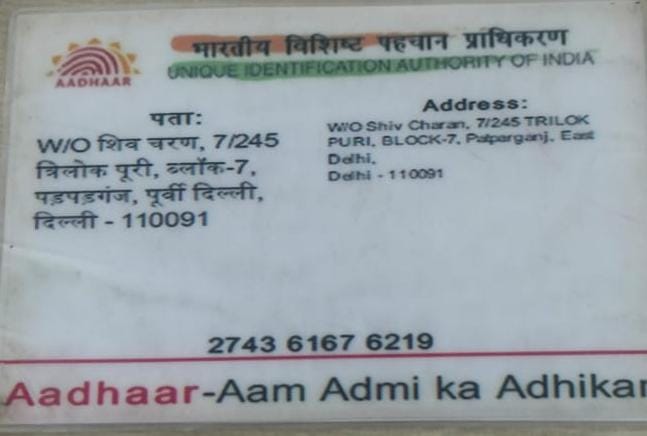 भारतीय विशिष्ट पहचान प्राधिकरण
AADHAAR
UNIQUE IDENTIFICATION AUTHORITY OF INDIA
पता:
W/O शिव चरण, 7/245
त्रिलोक पूरी, ब्लॉक-7,
पड़पड़गंज, पूर्वी दिल्ली,
दिल्ली - 110091
Address:
W/O Shiv Charan, 7/245 TRILOK
PURI, BLOCK-7, Patparganj, East
Delhi,
Delhi - 110091
2743 6167 6219
Aadhaar-Aam Admi ka Adhikar